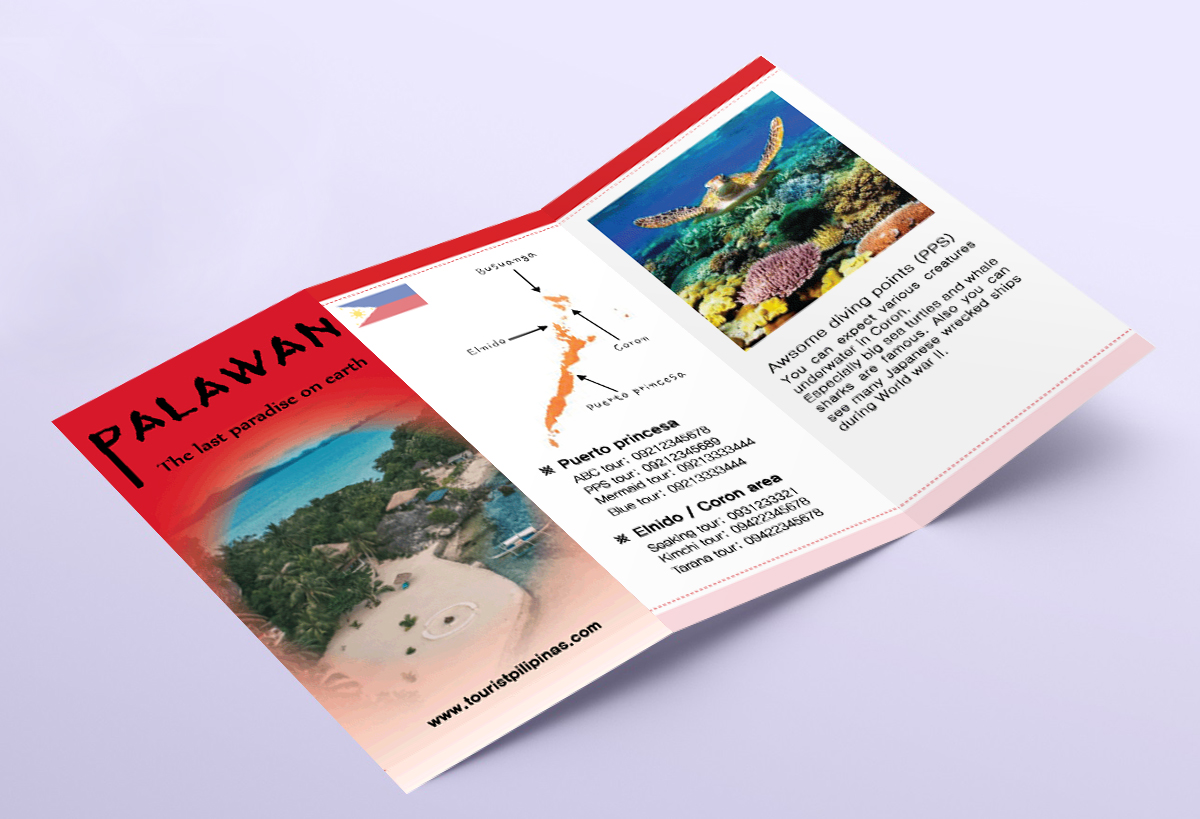 PALAWAN
The last paradise on earth
www.touristpilipinas.com
Busuanga
Elnido
Coron
Puerto princesa
※ Puerto princesa
ABC tour: 09212345678
PPS tour: 09212345689
Mermaid tour: 09213333444
Blue tour: 09213333444
※ Elnido / Coron area
Soaking tour: 0931233321
Kimchi tour: 09422345678
Tarana tour: 09422345678
Awsome diving points (PPS)
You can expect various creatures
underwater in Coron.
Especially big sea turtles and whale
sharks are famous. Also you can
see many Japanese wrecked ships
during World war II.